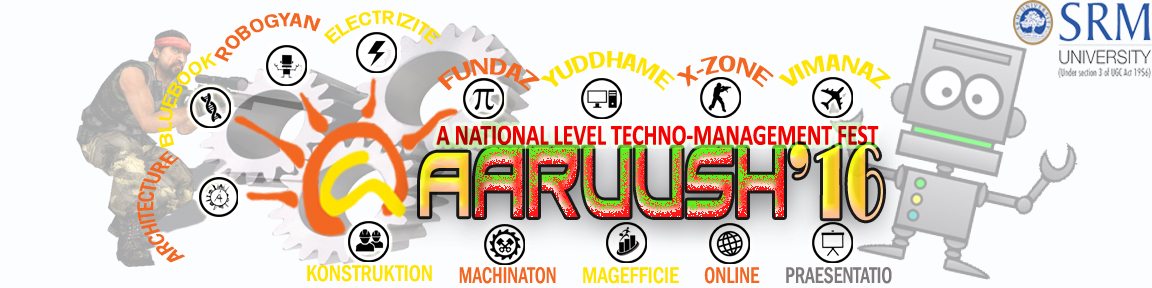 ARCHITECTURE
BLUEBOOK
ROBOGYAN
ELECTRIZITE
FUNDAZ
π
YUDDHAME
X-ZONE
VIMANAZ
SRM
UNIVERSITY
(Under section 3 of UGC Act 1956)
A NATIONAL LEVEL TECHNO-MANAGEMENT FEST
AARUUSH'16
4
KONSTRUKTION
MACHINATON
MAGEFFICIE
ONLINE
PRAESENTATIO